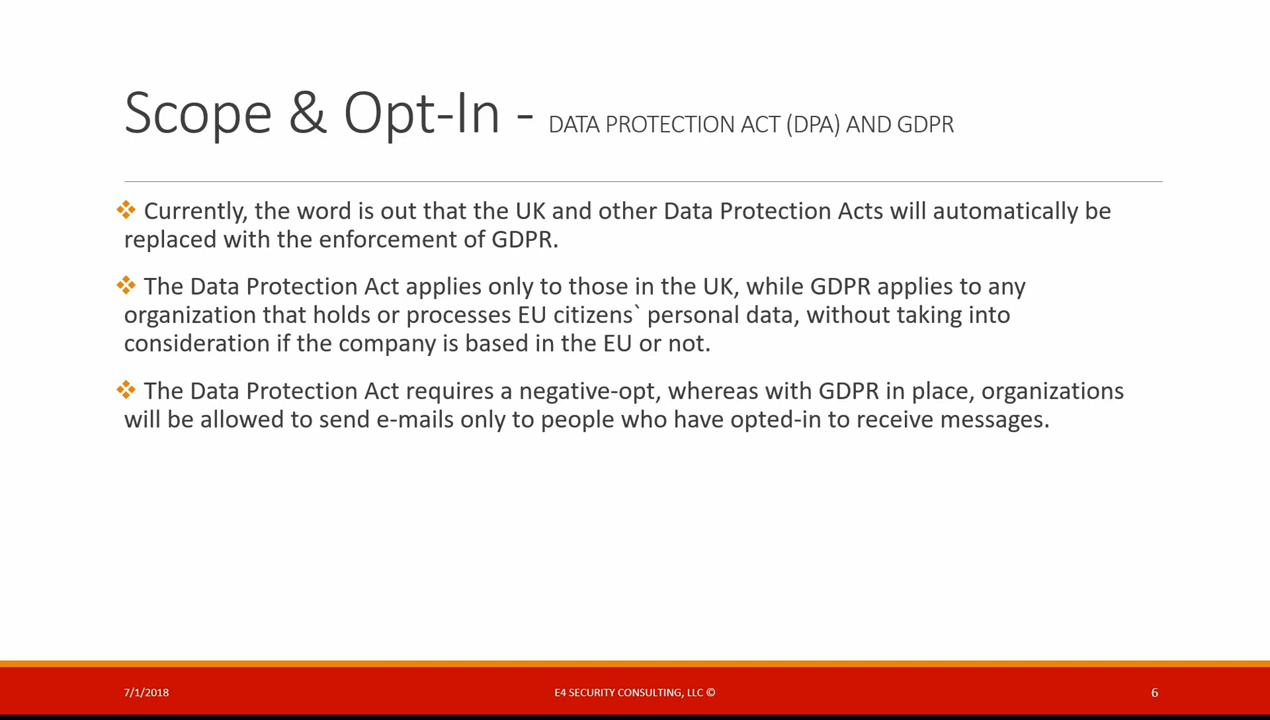 Scope & Opt-In - DATA PROTECTION ACT (DPA) AND GDPR
❖ Currently, the word is out that the UK and other Data Protection Acts will automatically be
replaced with the enforcement of GDPR.
❖ The Data Protection Act applies only to those in the UK, while GDPR applies to any
organization that holds or processes EU citizens` personal data, without taking into
consideration if the company is based in the EU or not.
❖ The Data Protection Act requires a negative-opt, whereas with GDPR in place, organizations
will be allowed to send e-mails only to people who have opted-in to receive messages.
7/1/2018 E4 SECURITY CONSULTING, LLC © 6